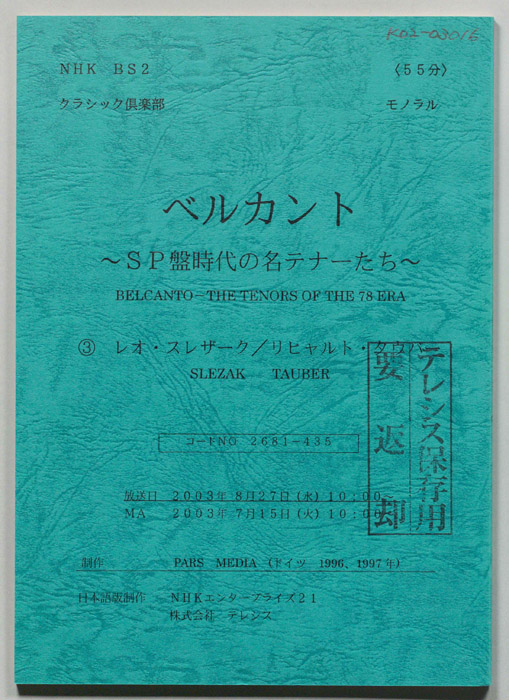 K02-0301E
NHK BS2 〈55分〉
クラシック倶楽部 モノラル
ベルカント
～SP盤時代の名テナーたち～
BELCANTO－THE TENORS OF THE 78 ERA
③ レオ・スレザーク／リヒャルト・タウバー
SLEZAK TAUBER
テレシス保存用
要返却
コードNO. 2681-435
放送日 2003年 8月27日(水) 10:00
MA 2003年 7月15日(火) 10:00
制作 PARS MEDIA (ドイツ 1996、1997年)
日本語版制作 NHKエンタープライズ21
株式会社 テレシス